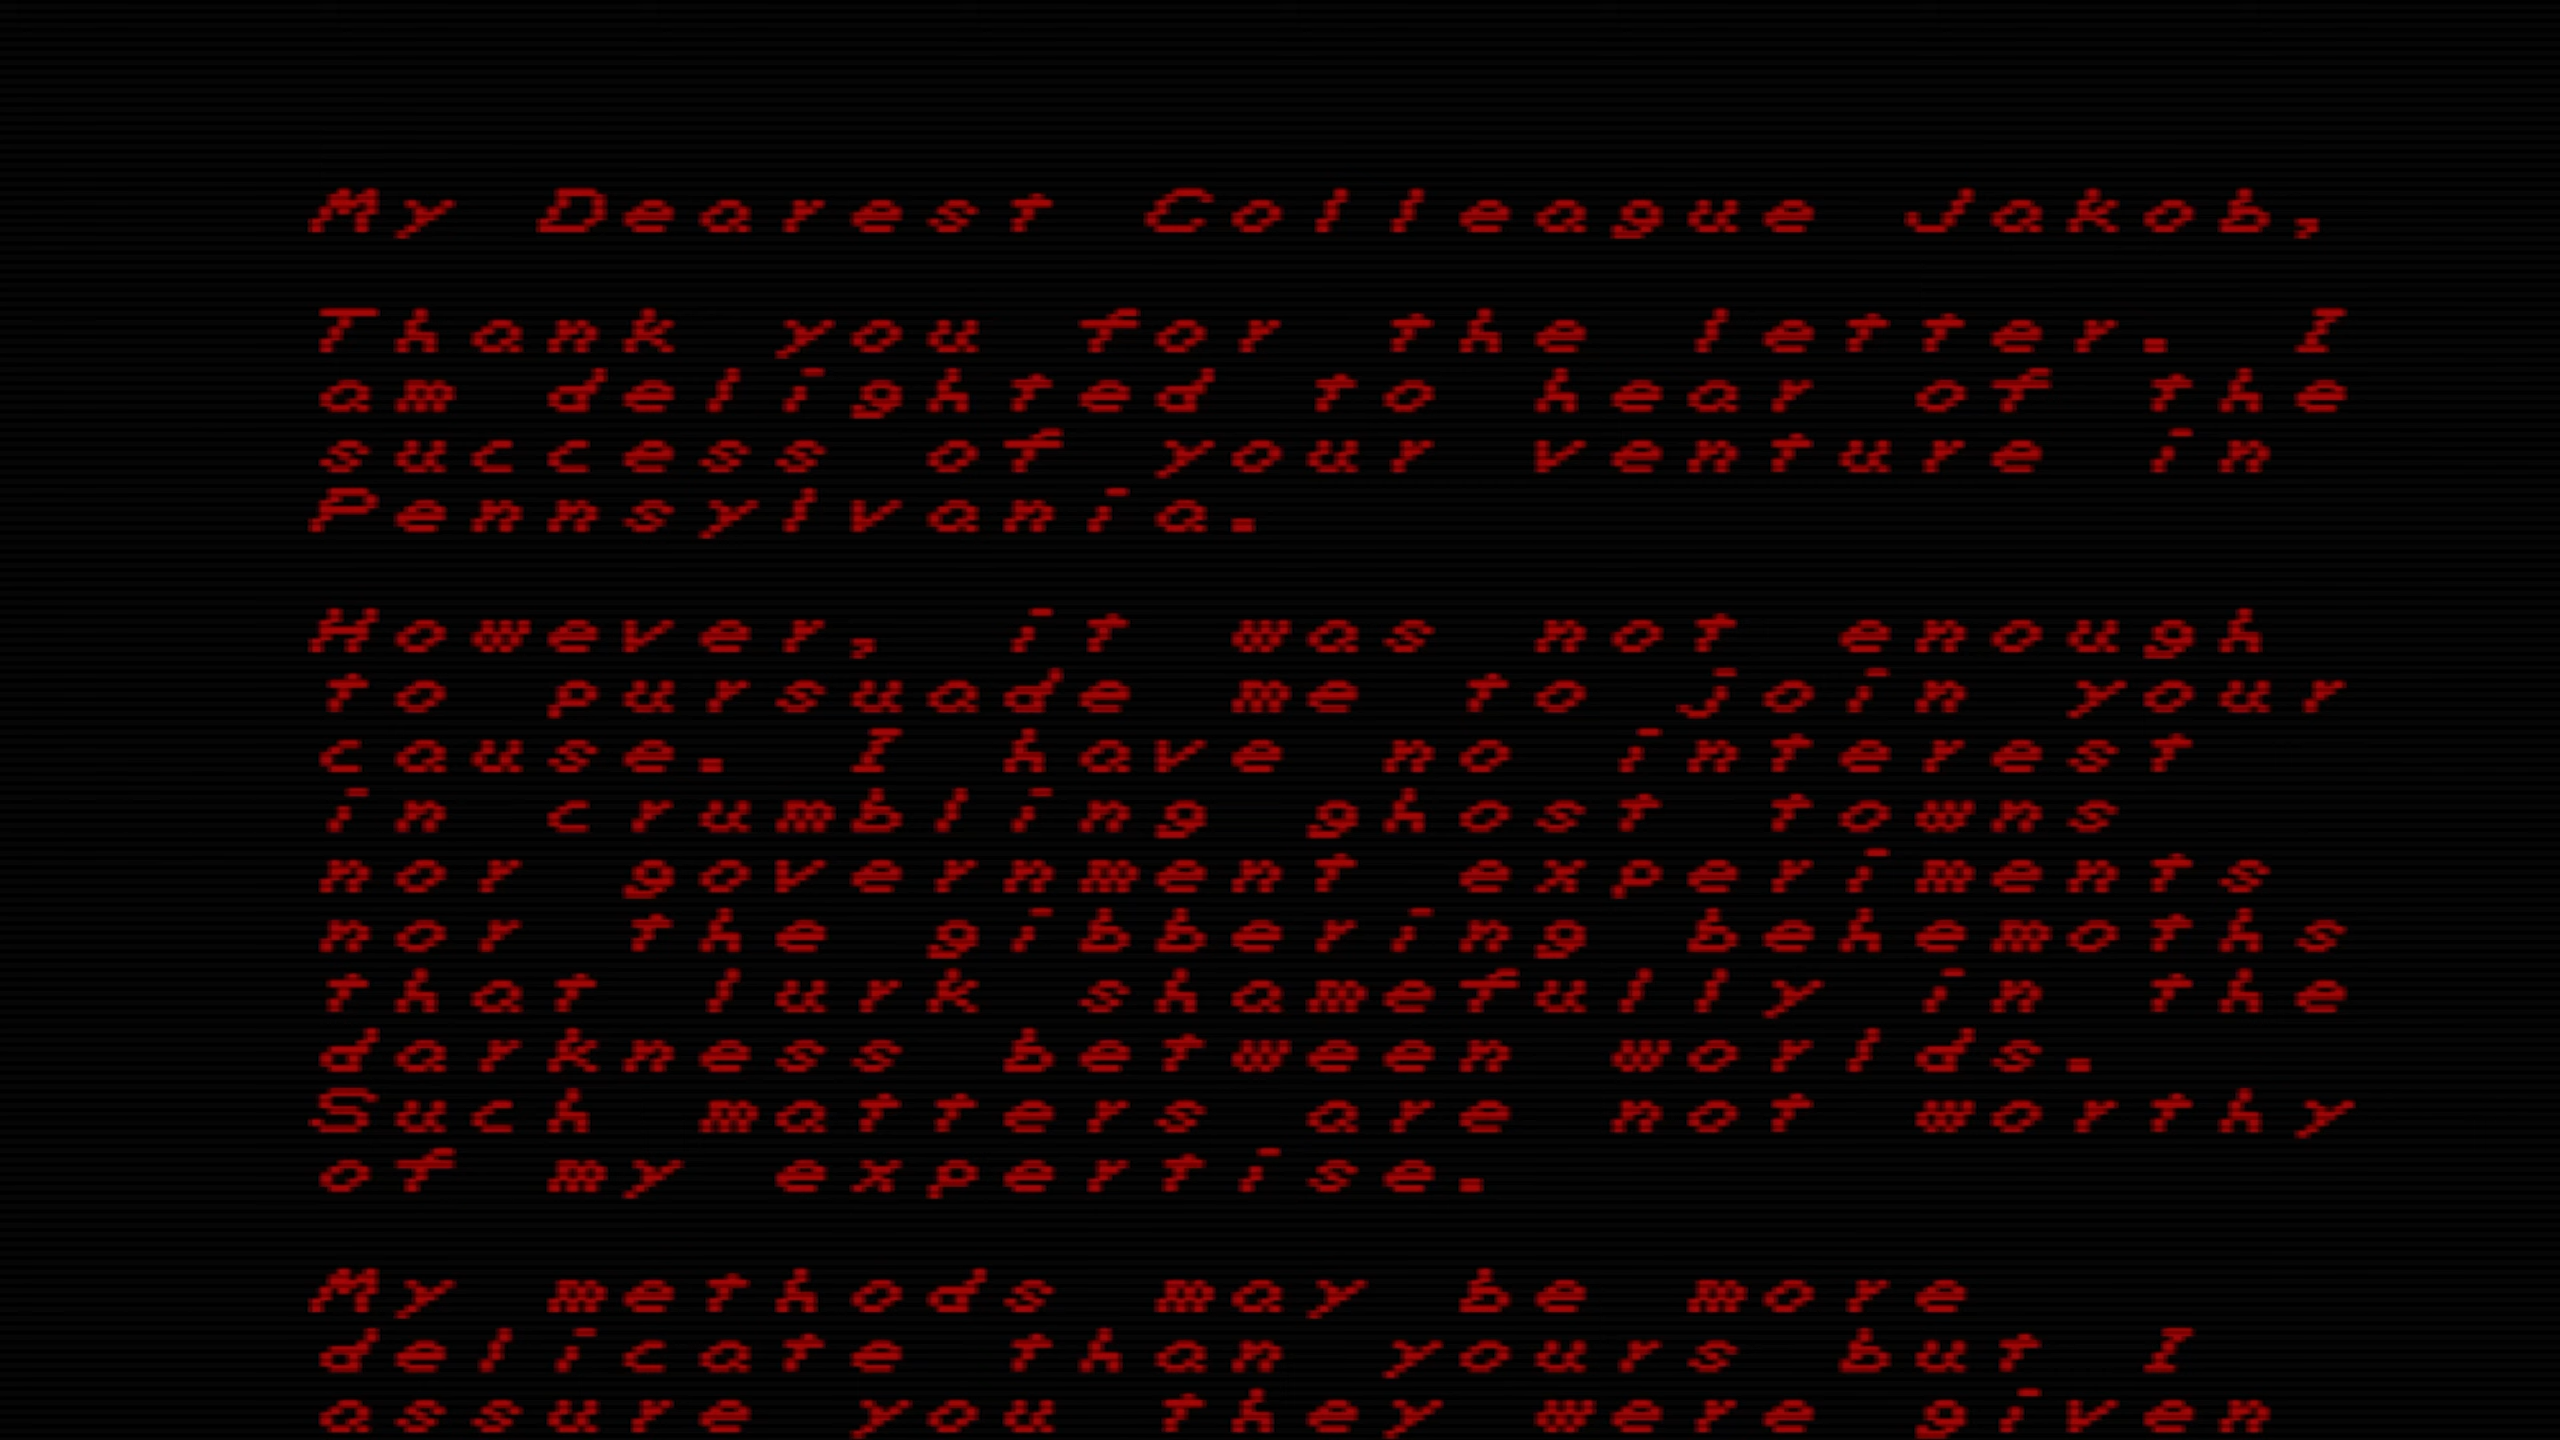 My Dearest Colleague Jakob,
Thank you for the letter. I
am delighted to hear of the
success of your venture in
Pennsylvania.
However, it was not enough
to pursuade me to join your
cause. I have no interest
in crumbling ghost towns
nor government experiments
nor the gibbering behemoths
that lurk shamefully in the
darkness between worlds.
Such matters are not worthy
of my expertise.
My methods may be more
delicate than yours but I
assure you they were given